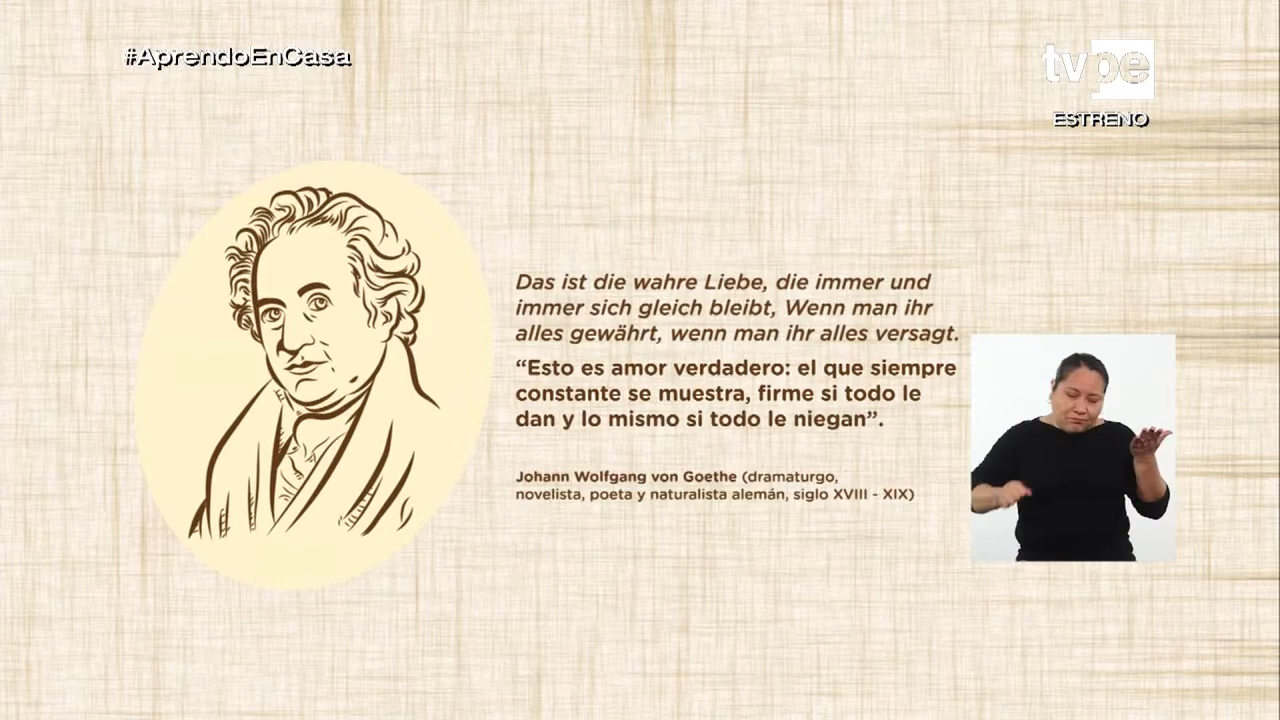 #AprendoEnCasa
tvpe
ESTRENO
Das ist die wahre Liebe, die immer und
immer sich gleich bleibt, Wenn man ihr
alles gewährt, wenn man ihr alles versagt.
“Esto es amor verdadero: el que siempre
constante se muestra, firme si todo le
dan y lo mismo si todo le niegan”.
Johann Wolfgang von Goethe (dramaturgo,
novelista, poeta y naturalista alemán, siglo XVIII - XIX)